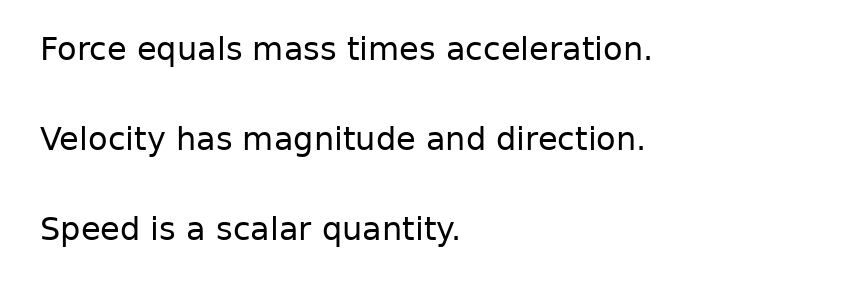 Force equals mass times acceleration.
Velocity has magnitude and direction.
Speed is a scalar quantity.